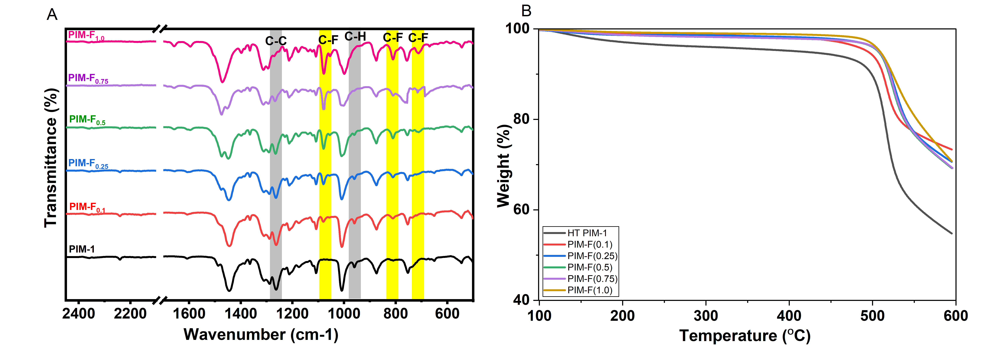 A
PIM-F1.0
C-C
C-F
C-H
C-F
C-F
PIM-F0.75
PIM-F0.5
PIM-F0.25
PIM-F0.1
PIM-1
Transmittance (%)
2400 2200 1600 1400 1200 1000 800 600
Wavenumber (cm-1)
B
100
80
60
40
Weight (%)
HT PIM-1
PIM-F(0.1)
PIM-F(0.25)
PIM-F(0.5)
PIM-F(0.75)
PIM-F(1.0)
100 200 300 400 500 600
Temperature (°C)